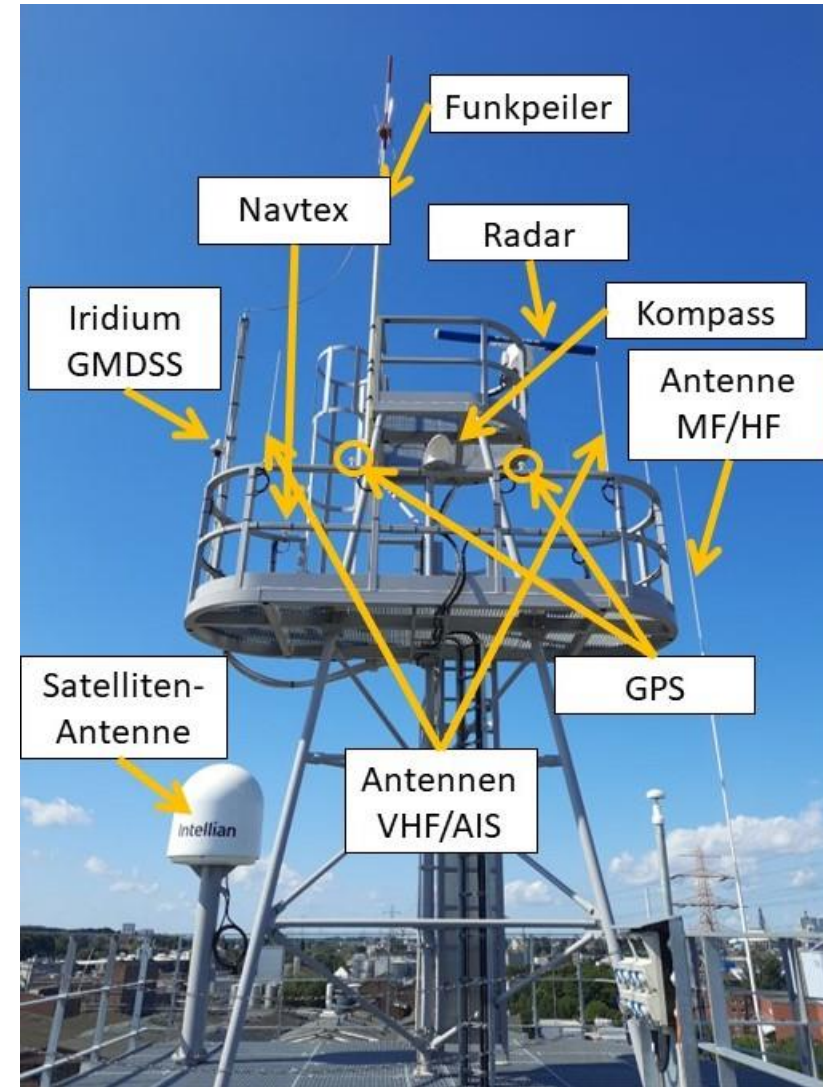 Funkpeiler
Navtex
Radar
Iridium
GMDSS
Kompass
Antenne
MF/HF
Satelliten-
Antenne
GPS
Antennen
VHF/AIS
Intellian